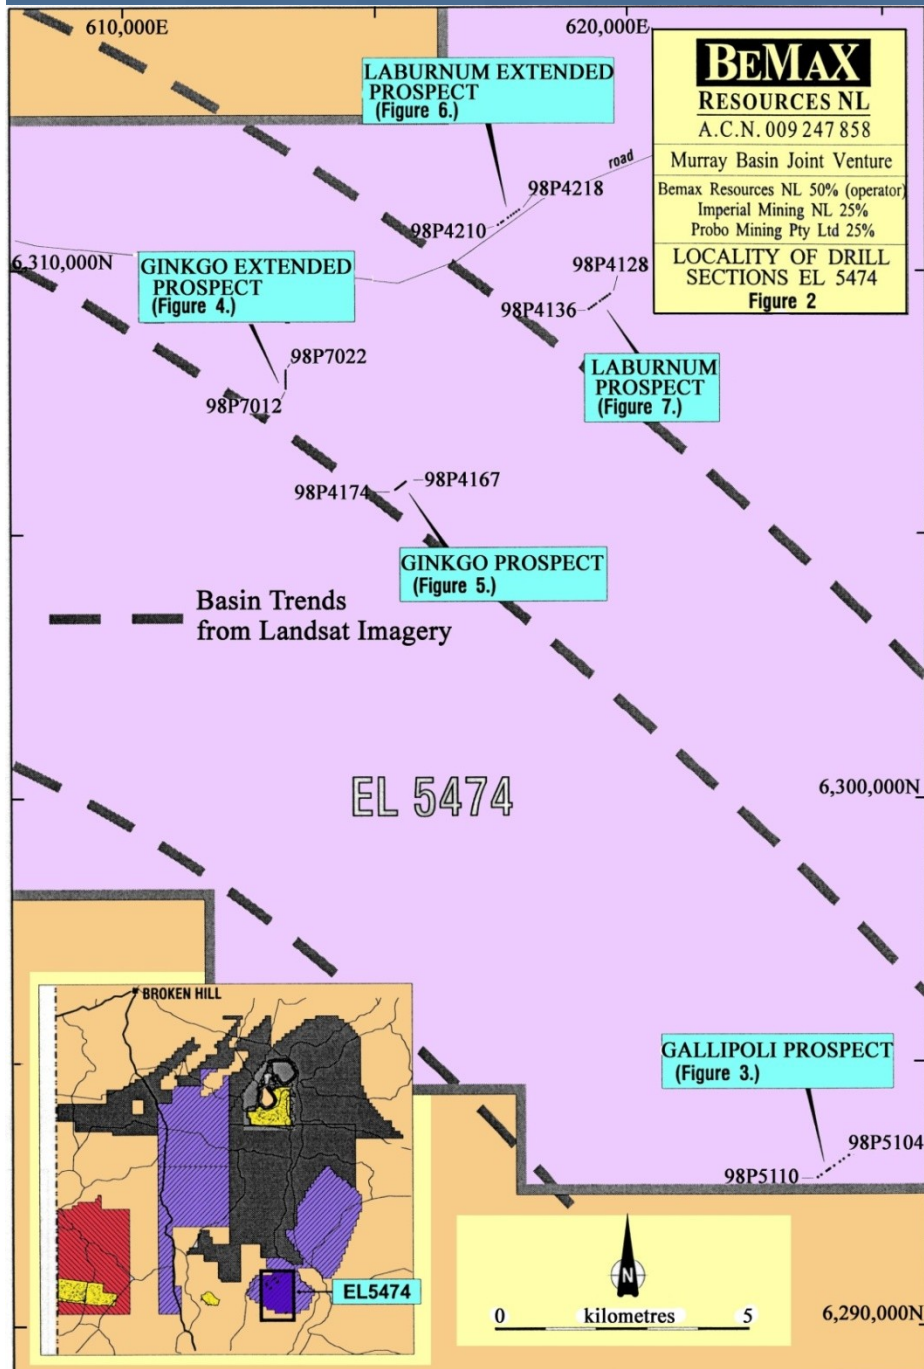 610,000E
620,000E
BEMAX
RESOURCES NL
A.C.N. 009 247 858
Murray Basin Joint Venture
Bemax Resources NL 50% (operator)
Imperial Mining NL 25%
Probo Mining Pty Ltd 25%
LOCALITY OF DRILL
SECTIONS EL 5474
Figure 2
LABURNUM EXTENDED
PROSPECT
(Figure 6.)
road
98P4218
98P4210
6,310,000N
GINKGO EXTENDED
PROSPECT
(Figure 4.)
98P4128
98P4136
98P7022
98P7012
LABURNUM
PROSPECT
(Figure 7.)
98P4174
98P4167
GINKGO PROSPECT
(Figure 5.)
Basin Trends
from Landsat Imagery
EL 5474
6,300,000N
BROKEN HILL
EL5474
GALLIPOLI PROSPECT
(Figure 3.)
98P5104
98P5110
N
0 kilometres 5
6,290,000N